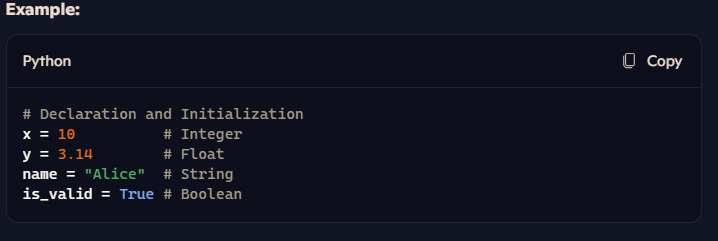 Example:
Python
Copy
# Declaration and Initialization
x = 10          # Integer
y = 3.14        # Float
name = "Alice"  # String
is_valid = True # Boolean